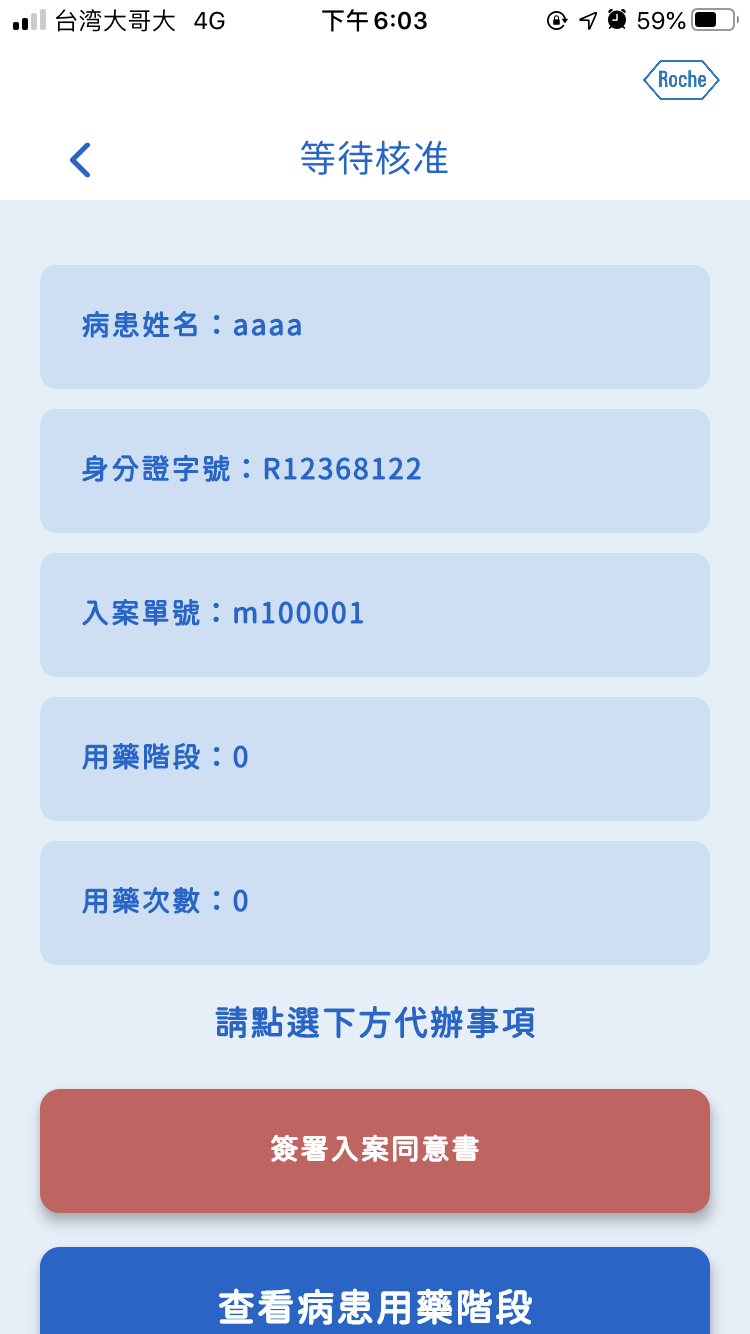 台湾大哥大 4G 下午6:03 59%
Roche
等待核准
病患姓名：aaaa
身分證字號：R12368122
入案單號：m100001
用藥階段：0
用藥次數：0
請點選下方代辦事項
簽署入案同意書
查看病患用藥階段